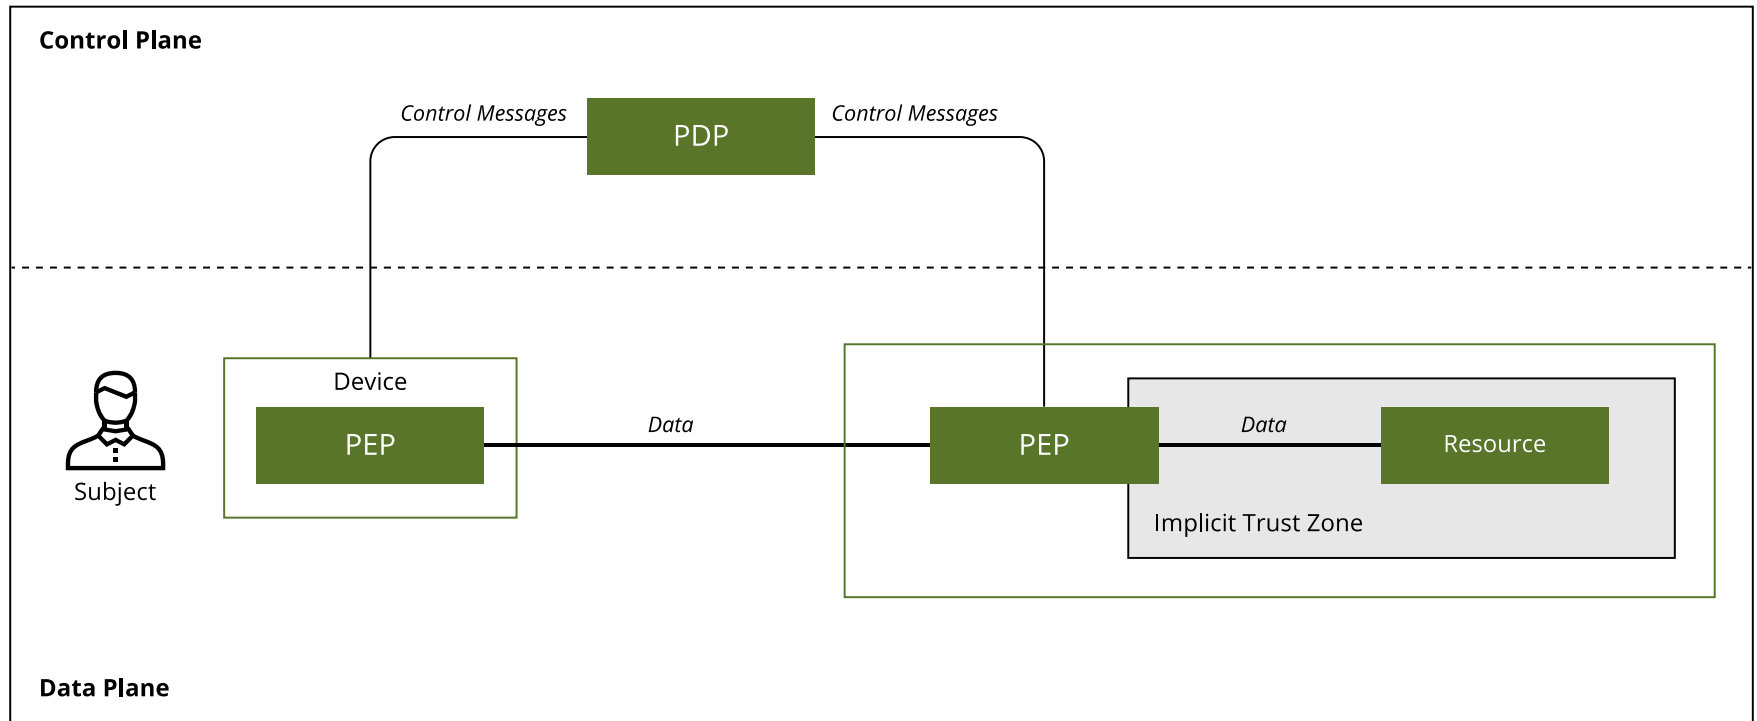 Control Plane
Control Messages
PDP
Control Messages
Device
PEP
Data
PEP
Data
Resource
Subject
Implicit Trust Zone
Data Plane